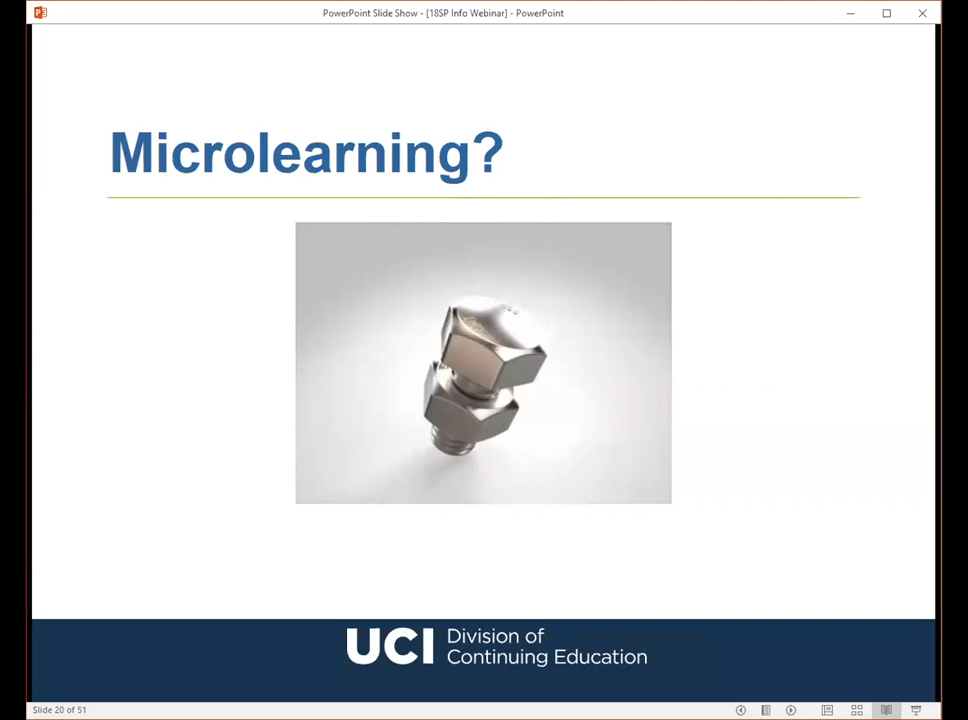 PowerPoint Slide Show - [18SP Info Webinar] - PowerPoint
Microlearning?
UCI Division of
Continuing Education
Slide 20 of 51